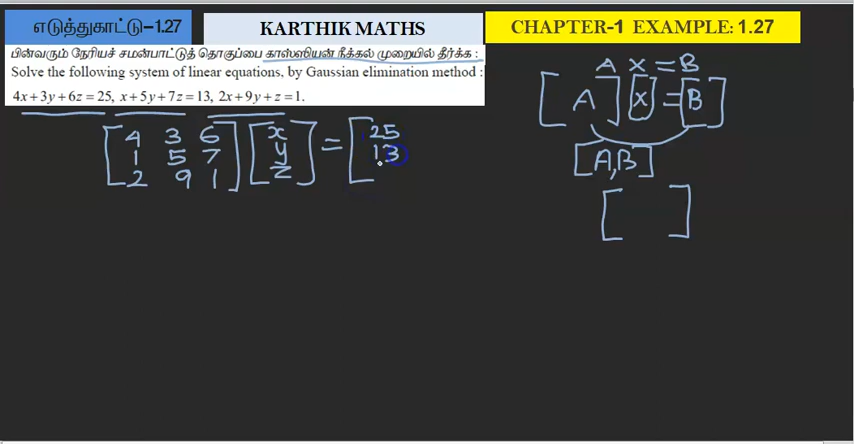 எடுத்துகாட்டு-1.27
KARTHIK MATHS
CHAPTER-1 EXAMPLE: 1.27
பின்வரும் நேரியச் சமன்பாட்டுத் தொகுப்பை காஸ்ஸியன் நீக்கல் முறையில் தீர்க்க :
Solve the following system of linear equations, by Gaussian elimination method :
4x+3y+6z=25, x+5y+7z=13, 2x+9y+z=1.
A X = B
[A] [x] = [B]
[A,B]
[ ]
4 3 6 x = 25
1 5 7 y 13
2 9 1 z